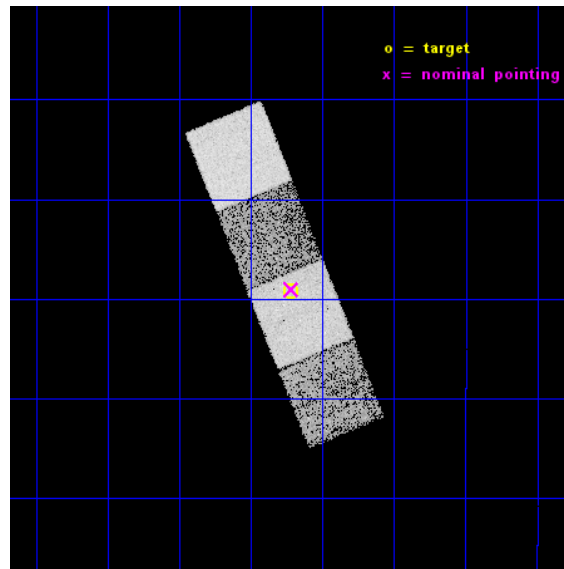 o = target
x = nominal pointing